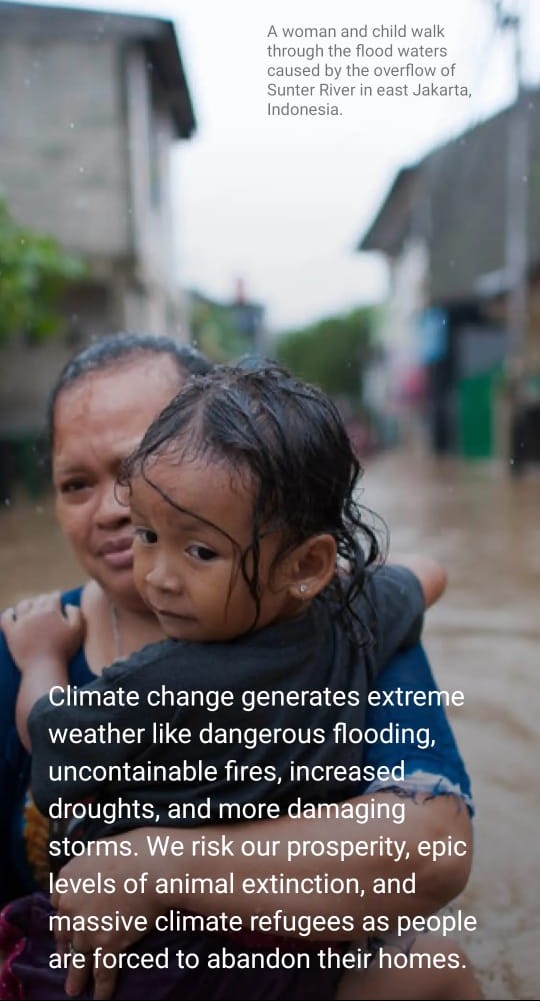 A woman and child walk
through the flood waters
caused by the overflow of
Sunter River in east Jakarta,
Indonesia.
Climate change generates extreme
weather like dangerous flooding,
uncontainable fires, increased
droughts, and more damaging
storms. We risk our prosperity, epic
levels of animal extinction, and
massive climate refugees as people
are forced to abandon their homes.